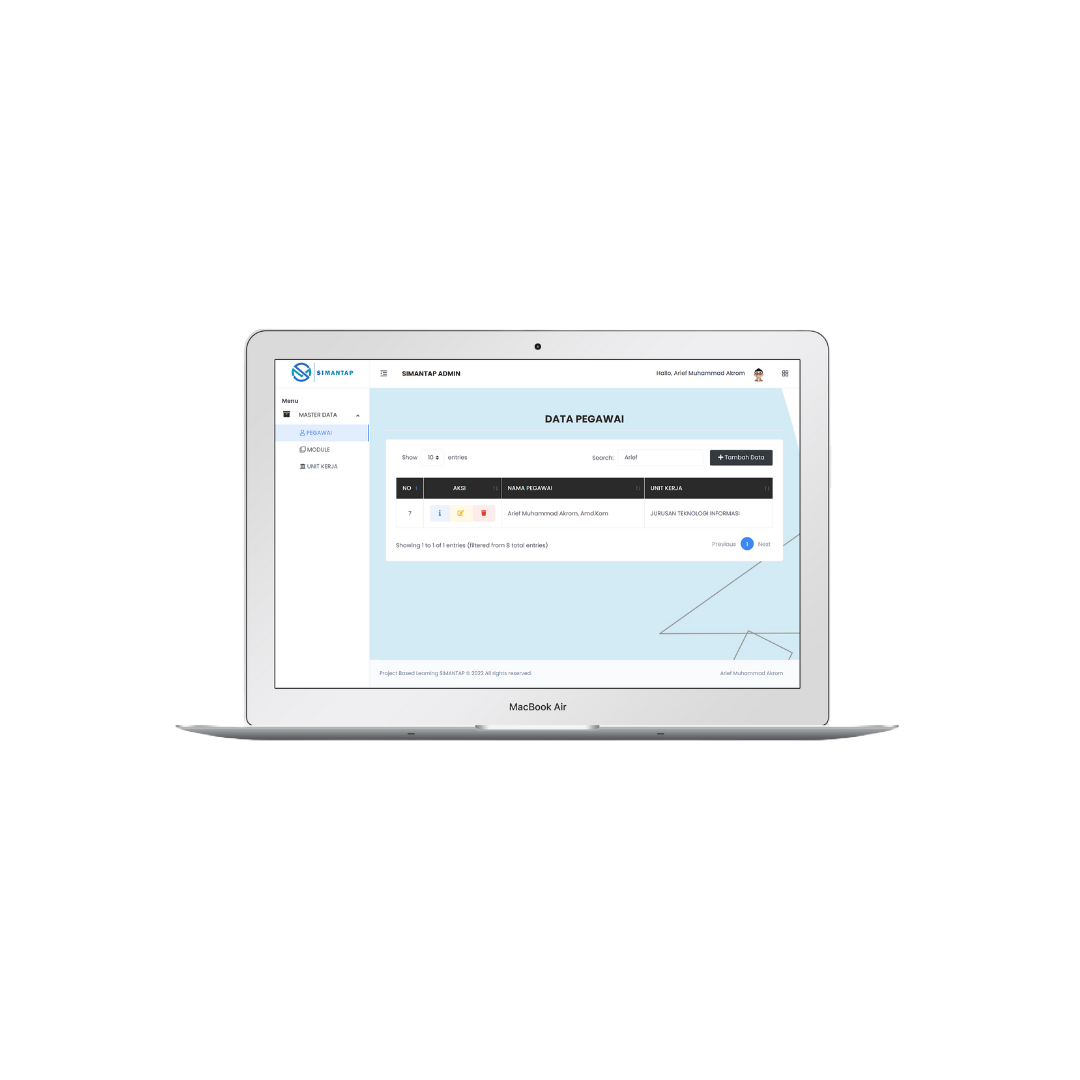 SIMANTAP
SIMANTAP ADMIN
Hallo, Arief Muhammad Akrom
Menu
MASTER DATA
PEGAWAI
MODULE
UNIT KERJA
DATA PEGAWAI
Show 10 entries
Search: Arief
Tambah Data
NO AKSI NAMA PEGAWAI UNIT KERJA
7 Arief Muhammad Akrom, Amd.Kom JURUSAN TEKNOLOGI INFORMASI
Showing 1 to 1 of 1 entries (filtered from 8 total entries)
Previous 1 Next
Project Based Learning SIMANTAP © 2022 All rights reserved
Arief Muhammad Akrom
MacBook Air